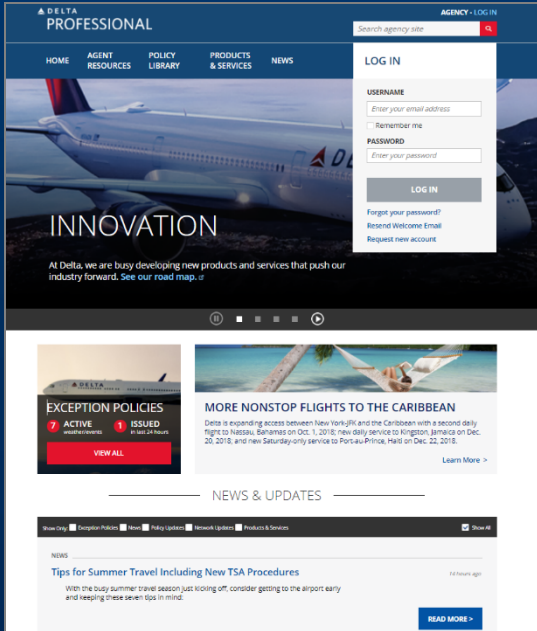 DELTA
PROFESSIONAL
AGENCY • LOG IN
Search agency site
HOME
AGENT
RESOURCES
POLICY
LIBRARY
PRODUCTS
& SERVICES
NEWS
LOG IN
USERNAME
Enter your email address
Remember me
PASSWORD
Enter your password
LOG IN
Forgot your password?
Resend Welcome Email
Request new account
INNOVATION
At Delta, we are busy developing new products and services that push our
industry forward. See our road map.
DELTA
EXCEPTION POLICIES
7 ACTIVE
weather/events
1 ISSUED
in last 24 hours
VIEW ALL
MORE NONSTOP FLIGHTS TO THE CARIBBEAN
Delta is expanding access between New York-JFK and the Caribbean with a second daily
flight to Nassau, Bahamas on Oct. 1, 2018; new daily service to Kingston, Jamaica on Dec.
20, 2018; and new Saturday-only service to Port-au-Prince, Haiti on Dec. 22, 2018.
Learn More >
NEWS & UPDATES
Show Only: Exception Policies News Policy Updates Network Updates Products & Services Show All
NEWS
Tips for Summer Travel Including New TSA Procedures
hours ago
With the busy summer travel season just kicking off, consider getting to the airport early
and keeping these seven tips in mind:
READ MORE >